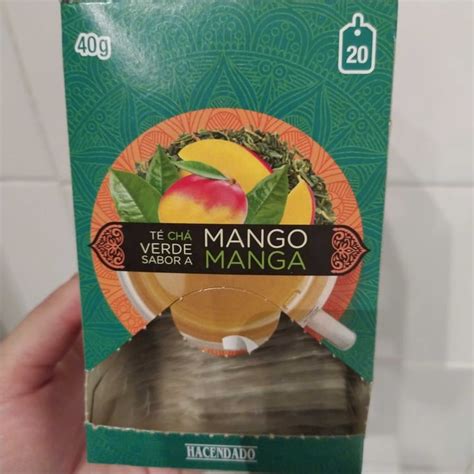 40g
20
TÉ CHÁ
VERDE
SABOR A
MANGO
MANGA
HACENDADO